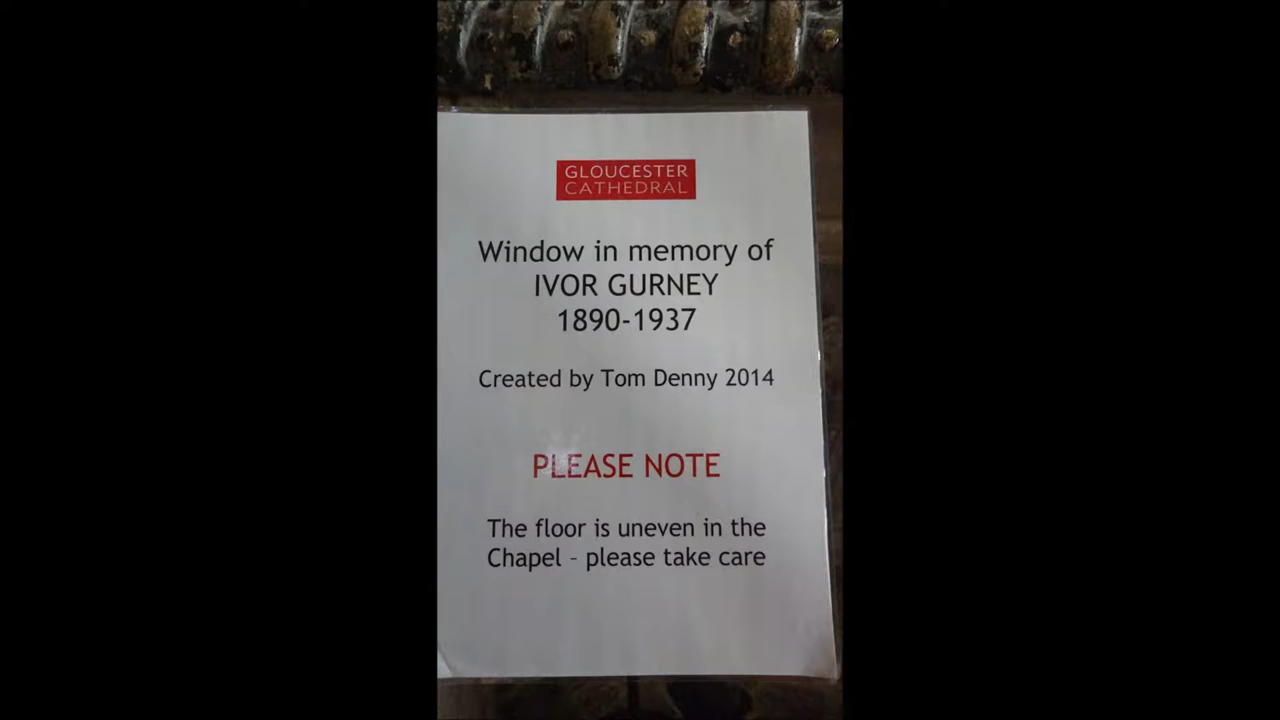 GLOUCESTER
CATHEDRAL
Window in memory of
IVOR GURNEY
1890-1937
Created by Tom Denny 2014
PLEASE NOTE
The floor is uneven in the
Chapel – please take care